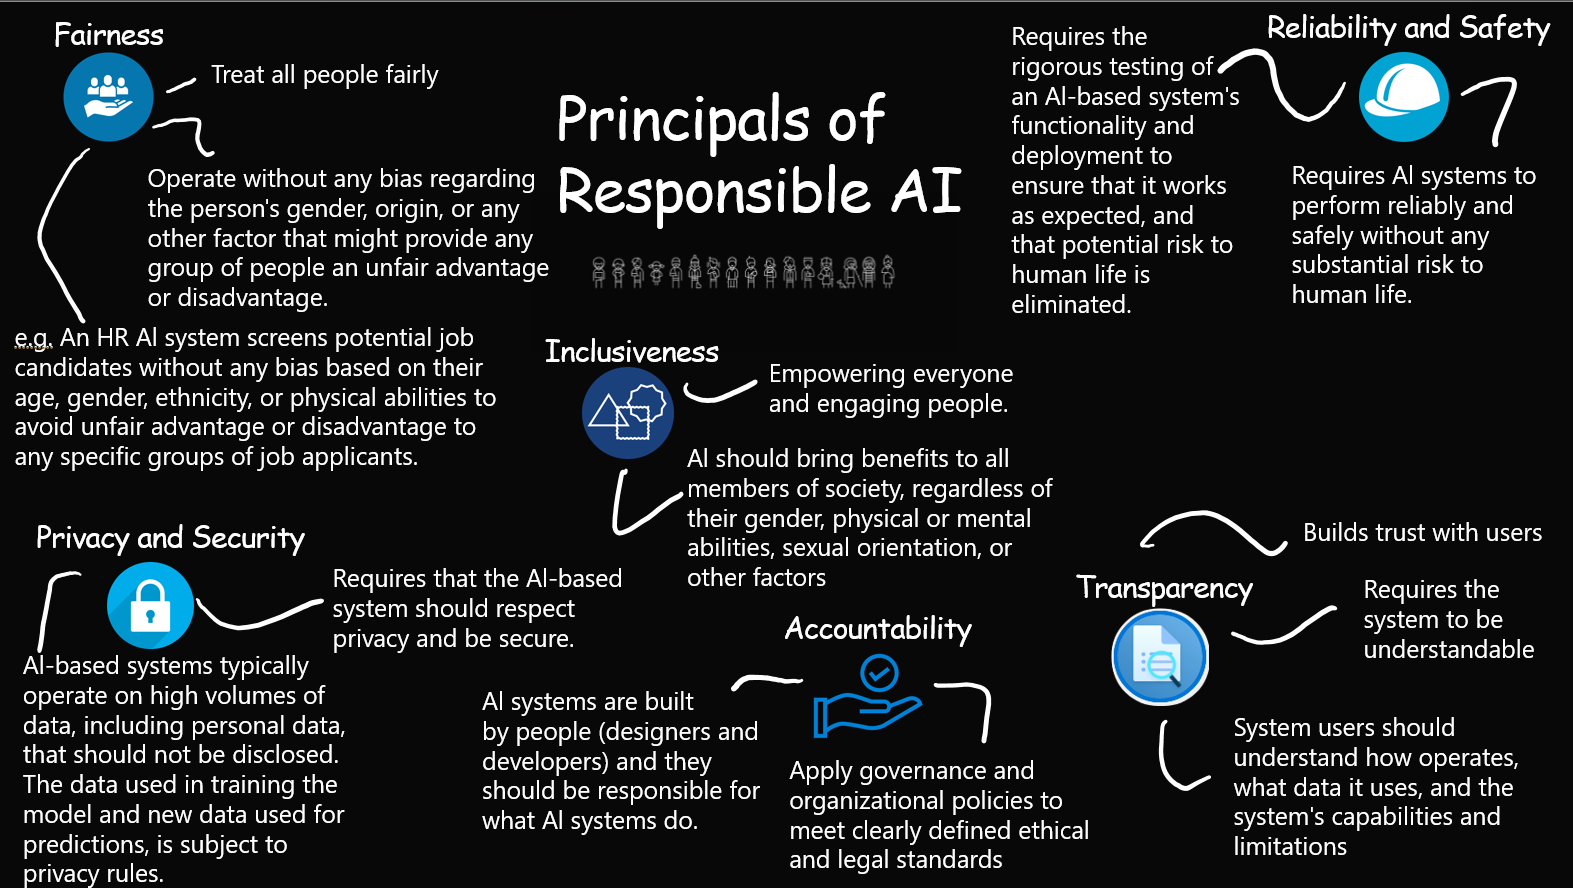 Fairness
Treat all people fairly
Operate without any bias regarding
the person's gender, origin, or any
other factor that might provide any
group of people an unfair advantage
or disadvantage.
e.g. An HR AI system screens potential job
candidates without any bias based on their
age, gender, ethnicity, or physical abilities to
avoid unfair advantage or disadvantage to
any specific groups of job applicants.
Principals of
Responsible AI
Requires the
rigorous testing of
an AI-based system's
functionality and
deployment to
ensure that it works
as expected, and
that potential risk to
human life is
eliminated.
Reliability and Safety
Requires AI systems to
perform reliably and
safely without any
substantial risk to
human life.
Inclusiveness
Empowering everyone
and engaging people.
AI should bring benefits to all
members of society, regardless of
their gender, physical or mental
abilities, sexual orientation, or
other factors
Privacy and Security
Requires that the AI-based
system should respect
privacy and be secure.
AI-based systems typically
operate on high volumes of
data, including personal data,
that should not be disclosed.
The data used in training the
model and new data used for
predictions, is subject to
privacy rules.
Accountability
AI systems are built
by people (designers and
developers) and they
should be responsible for
what AI systems do.
Apply governance and
organizational policies to
meet clearly defined ethical
and legal standards
Transparency
Builds trust with users
Requires the
system to be
understandable
System users should
understand how operates,
what data it uses, and the
system's capabilities and
limitations